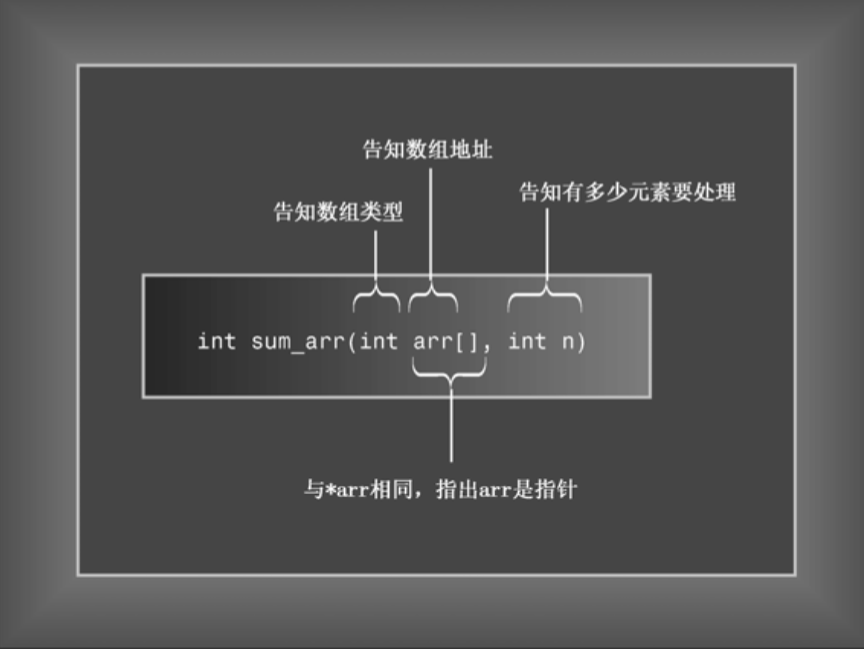 告知数组地址
告知有多少元素要处理
告知数组类型
int sum_arr(int arr[], int n)
与*arr相同，指出arr是指针